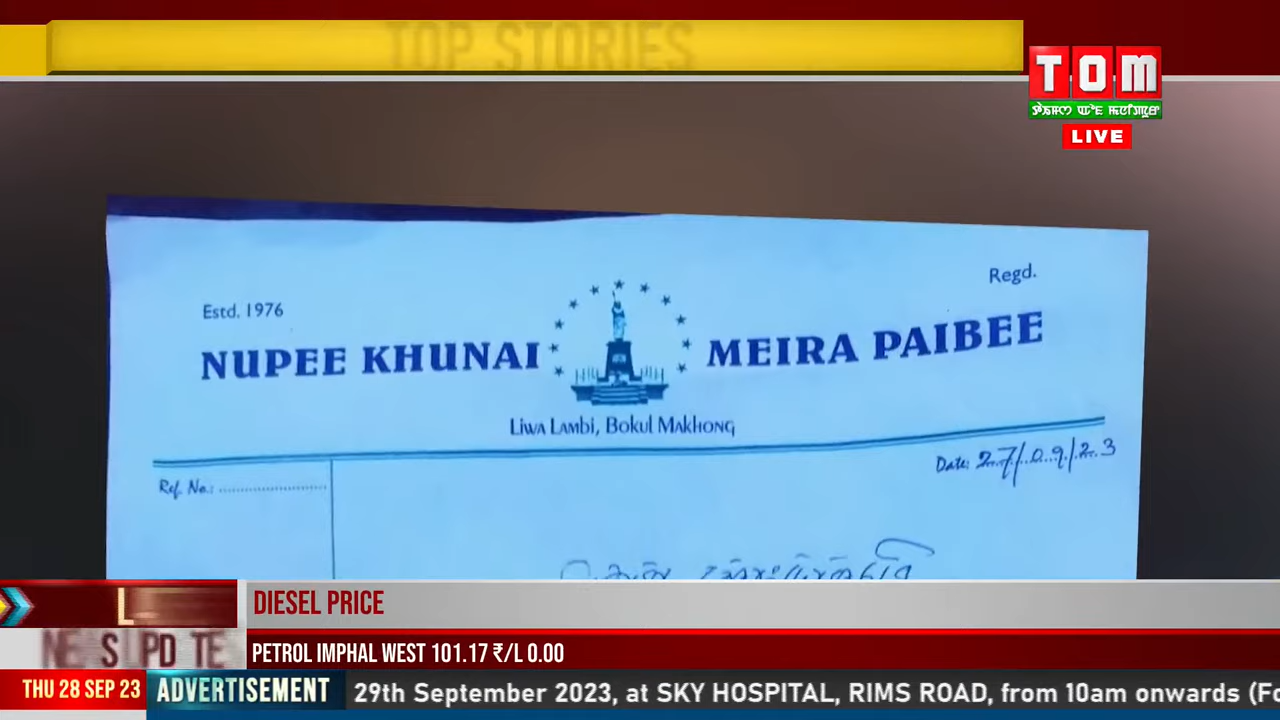 TOP STORIES
TOM
LIVE
Estd. 1976
Regd.
NUPEE KHUNAI MEIRA PAIBEE
Liwa Lambi, Bokul Makhong
Date: 27/09/23
Ref. No.:
DIESEL PRICE
PETROL IMPHAL WEST 101.17 ₹/L 0.00
THU 28 SEP 23
ADVERTISEMENT
29th September 2023, at SKY HOSPITAL, RIMS ROAD, from 10am onwards (Fo